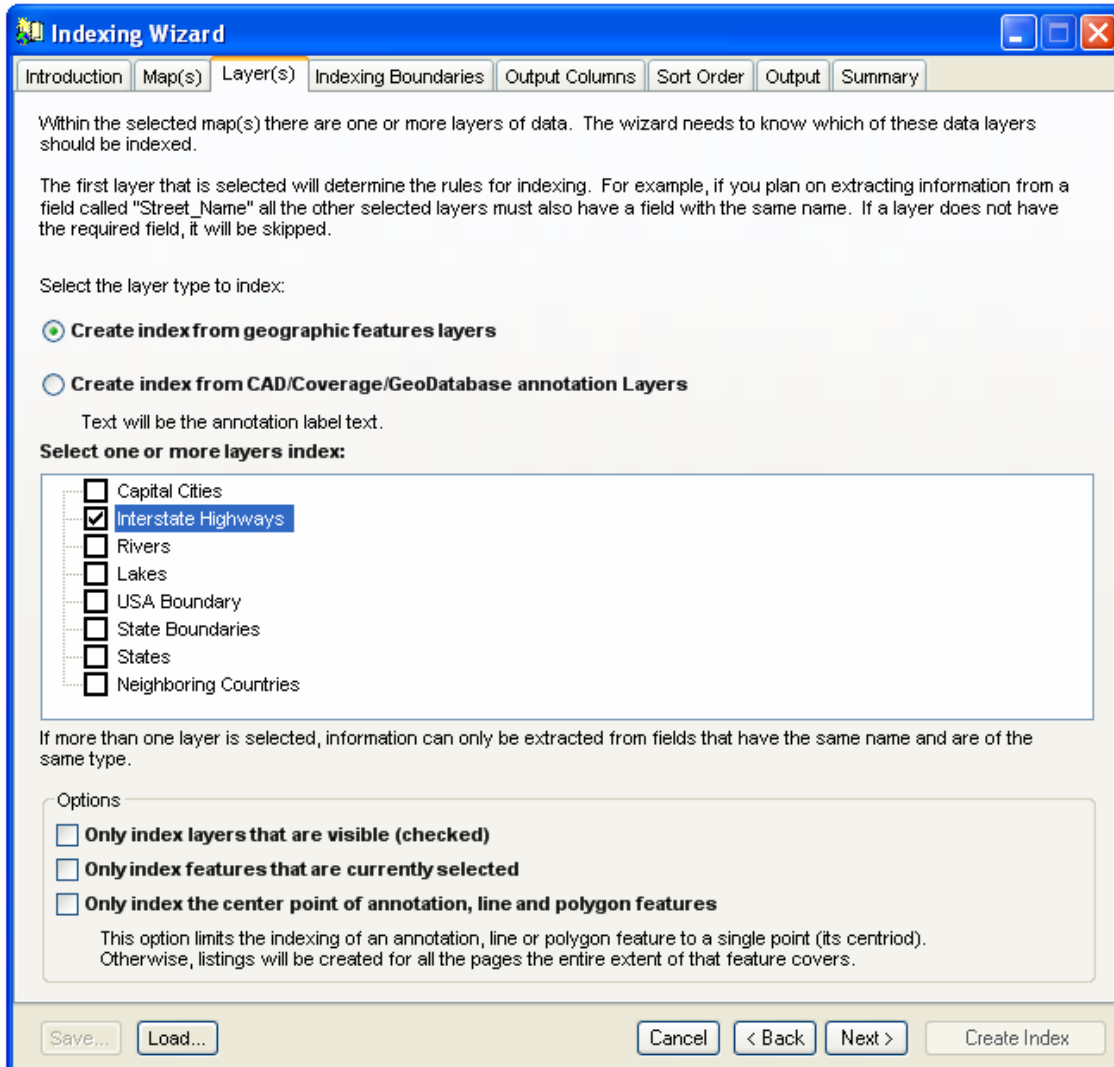 Indexing Wizard
Introduction Map(s) Layer(s) Indexing Boundaries Output Columns Sort Order Output Summary
Within the selected map(s) there are one or more layers of data. The wizard needs to know which of these data layers
should be indexed.
The first layer that is selected will determine the rules for indexing. For example, if you plan on extracting information from a
field called "Street_Name" all the other selected layers must also have a field with the same name. If a layer does not have
the required field, it will be skipped.
Select the layer type to index:
Create index from geographic features layers
Create index from CAD/Coverage/GeoDatabase annotation Layers
Text will be the annotation label text.
Select one or more layers index:
Capital Cities
Interstate Highways
Rivers
Lakes
USA Boundary
State Boundaries
States
Neighboring Countries
If more than one layer is selected, information can only be extracted from fields that have the same name and are of the
same type.
Options
Only index layers that are visible (checked)
Only index features that are currently selected
Only index the center point of annotation, line and polygon features
This option limits the indexing of an annotation, line or polygon feature to a single point (its centriod).
Otherwise, listings will be created for all the pages the entire extent of that feature covers.
Save... Load... Cancel < Back Next > Create Index